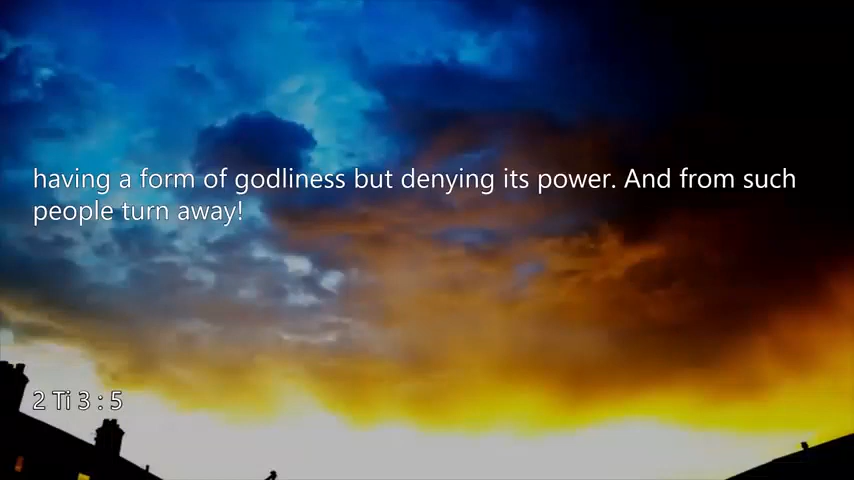 having a form of godliness but denying its power. And from such
people turn away!
2 Ti 3 : 5